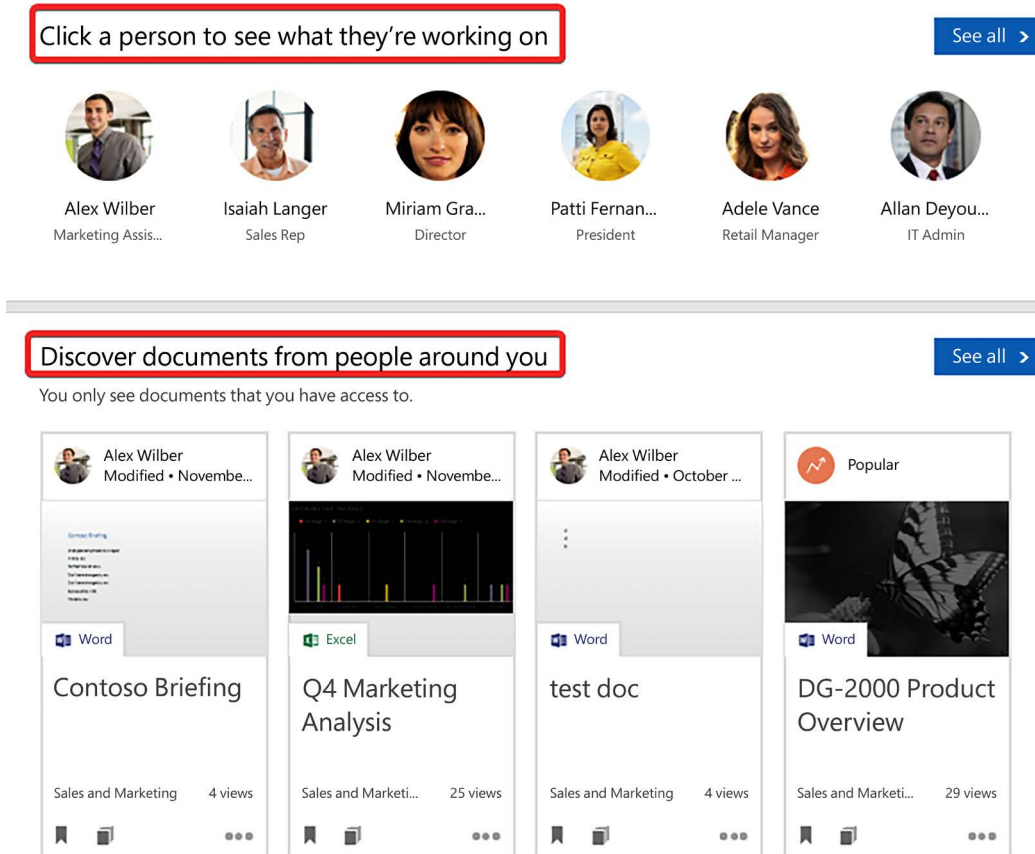 Click a person to see what they're working on
See all >
Alex Wilber
Isaiah Langer
Miriam Gra...
Patti Fernan...
Adele Vance
Allan Deyou...
Marketing Assis...
Sales Rep
Director
President
Retail Manager
IT Admin
Discover documents from people around you
See all >
You only see documents that you have access to.
Alex Wilber
Modified • Novembe...
Alex Wilber
Modified • Novembe...
Alex Wilber
Modified • October ...
Popular
Contoso Briefing
Word
Excel
Word
Word
Contoso Briefing
Q4 Marketing
Analysis
test doc
DG-2000 Product
Overview
Sales and Marketing 4 views
Sales and Marketi... 25 views
Sales and Marketing 4 views
Sales and Marketi... 29 views